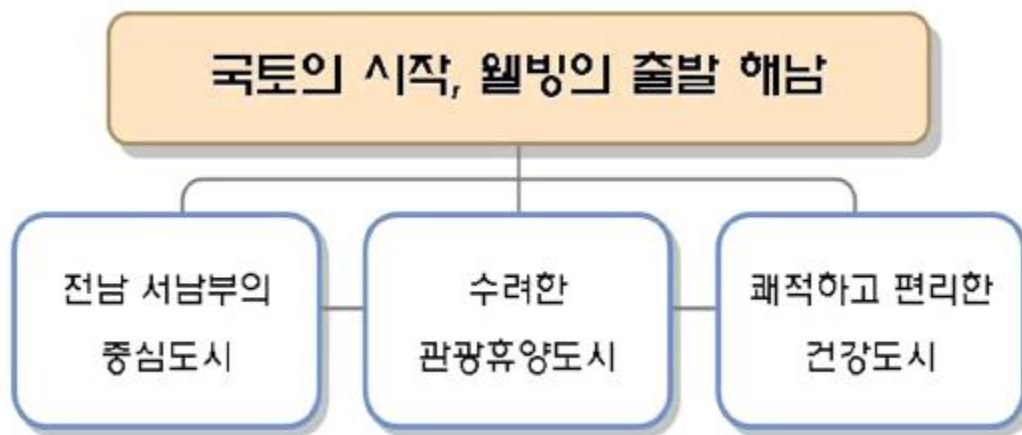 국토의 시작, 웰빙의 출발 해남
전남 서남부의
중심도시
수려한
관광휴양도시
쾌적하고 편리한
건강도시